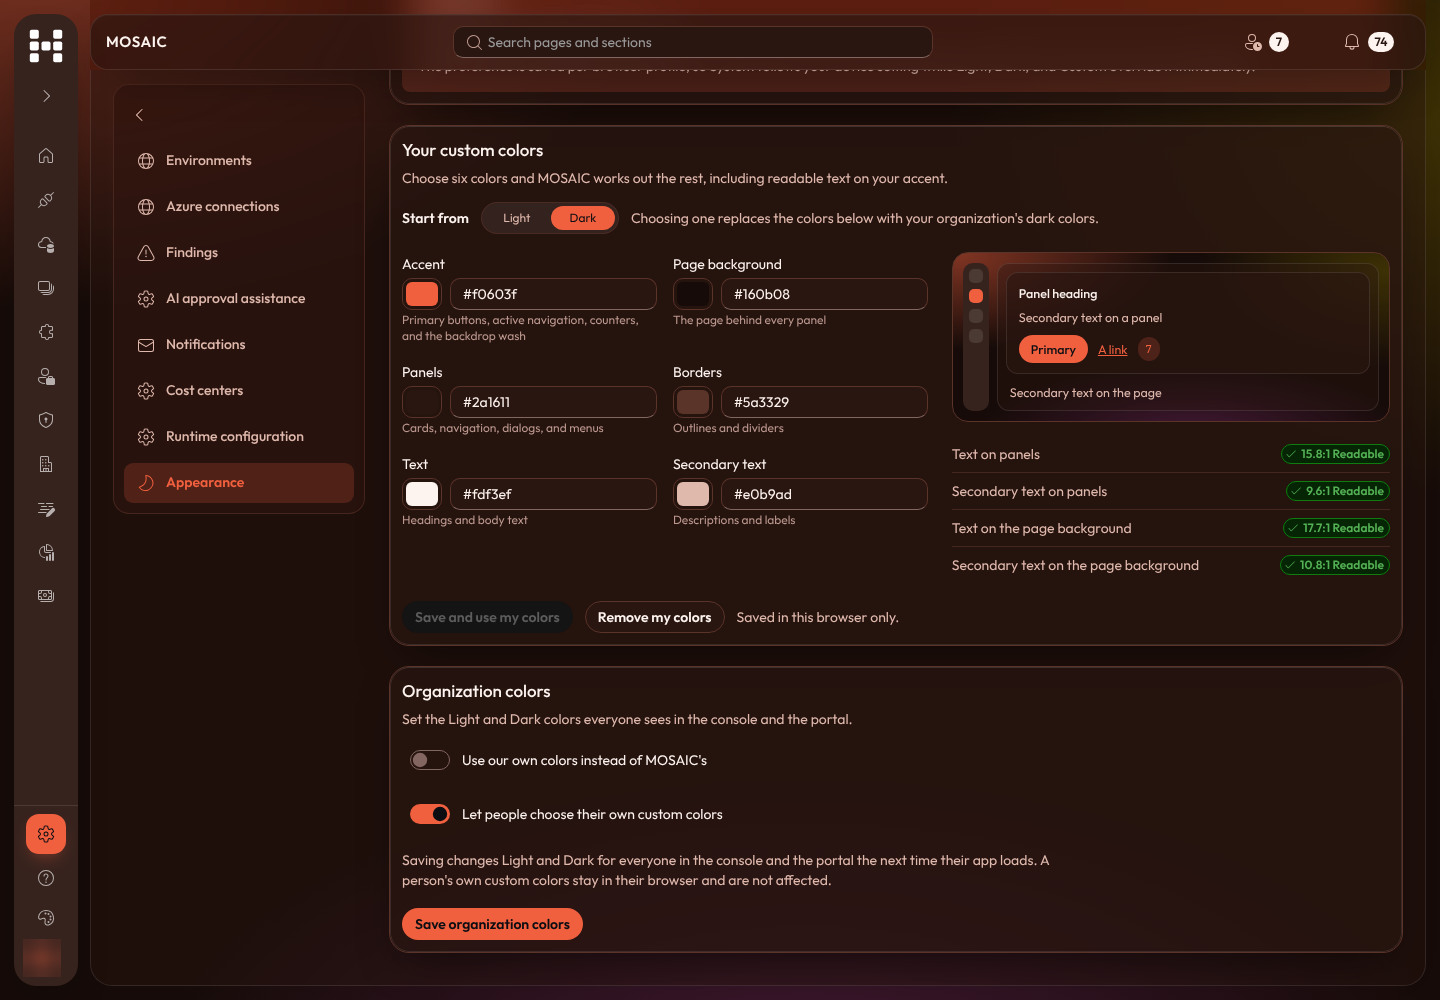 MOSAIC
Search pages and sections
7
74
Environments
Azure connections
Findings
AI approval assistance
Notifications
Cost centers
Runtime configuration
Appearance
Your custom colors
Choose six colors and MOSAIC works out the rest, including readable text on your accent.
Start from
Light
Dark
Choosing one replaces the colors below with your organization's dark colors.
Accent
#f0603f
Primary buttons, active navigation, counters,
and the backdrop wash
Page background
#160b08
The page behind every panel
Panels
#2a1611
Cards, navigation, dialogs, and menus
Borders
#5a3329
Outlines and dividers
Text
#fdf3ef
Headings and body text
Secondary text
#e0b9ad
Descriptions and labels
Panel heading
Secondary text on a panel
Primary
A link
7
Secondary text on the page
Text on panels
15.8:1 Readable
Secondary text on panels
9.6:1 Readable
Text on the page background
17.7:1 Readable
Secondary text on the page background
10.8:1 Readable
Save and use my colors
Remove my colors
Saved in this browser only.
Organization colors
Set the Light and Dark colors everyone sees in the console and the portal.
Use our own colors instead of MOSAIC's
Let people choose their own custom colors
Saving changes Light and Dark for everyone in the console and the portal the next time their app loads. A
person's own custom colors stay in their browser and are not affected.
Save organization colors